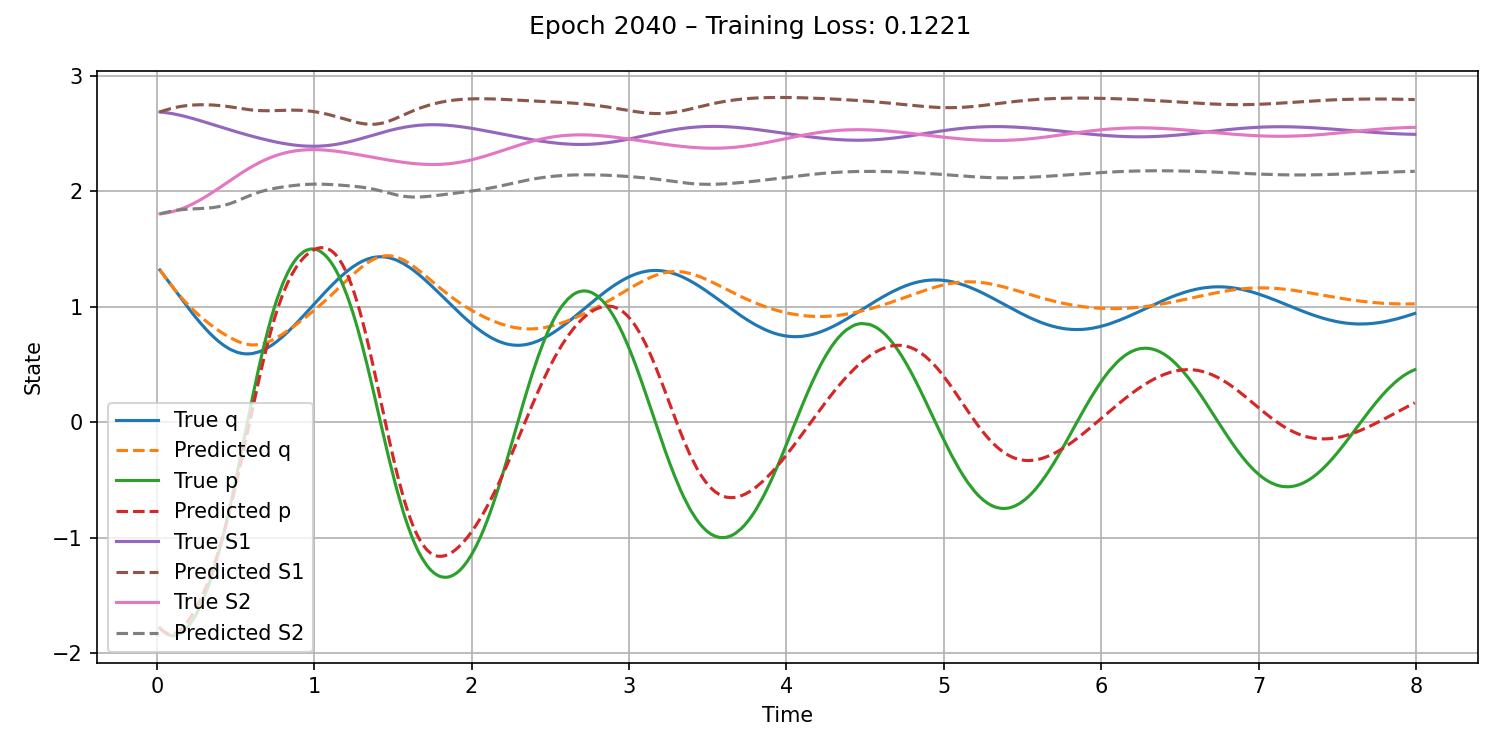 Epoch 2040 – Training Loss: 0.1221
3
2
1
0
−1
−2
State
True q
Predicted q
True p
Predicted p
True S1
Predicted S1
True S2
Predicted S2
0 1 2 3 4 5 6 7 8
Time